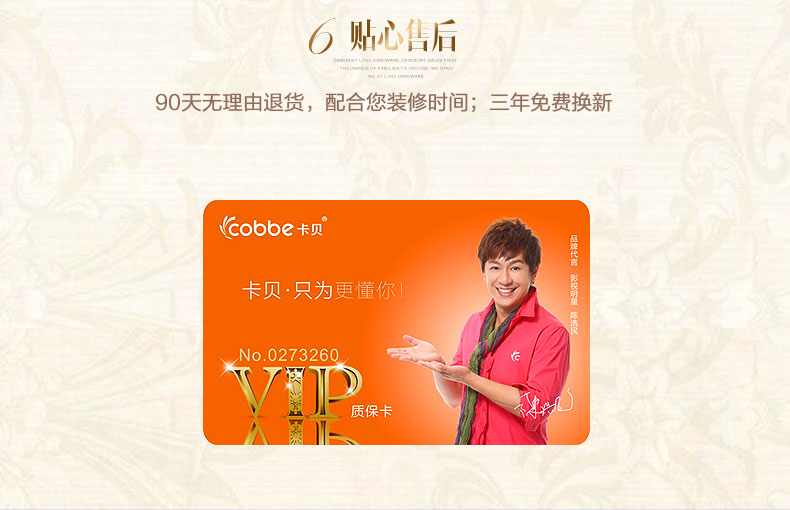 6 贴心售后
90天无理由退货，配合您装修时间；三年免费换新
cobbe卡贝®
卡贝·只为更懂你！
品牌代言 影视明星 陈浩民
No.0273260
VIP
质保卡